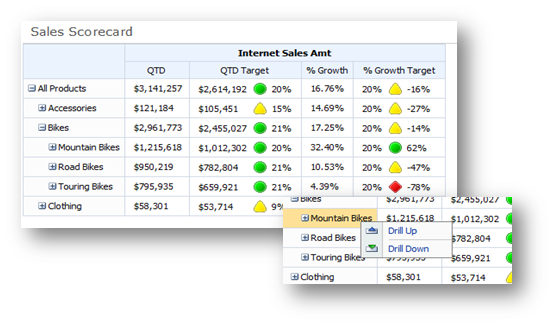 Sales Scorecard
Internet Sales Amt
QTD QTD Target % Growth % Growth Target
All Products $3,141,257 $2,614,192 20% 16.76% 20% -16%
Accessories $121,184 $105,451 15% 14.69% 20% -27%
Bikes $2,961,773 $2,455,027 21% 17.25% 20% -14%
Mountain Bikes $1,215,618 $1,012,302 20% 32.40% 20% 62%
Road Bikes $950,219 $782,804 21% 10.53% 20% -47%
Touring Bikes $795,935 $659,921 21% 4.39% 20% -78%
Clothing $58,301 $53,714 9%
Bikes $2,961,773 $2,455,027
Mountain Bikes $1,215,618 $1,012,302
Road Bikes Drill Up $782,804
Touring Bikes $795,935 Drill Down $659,921
Clothing $58,301 $53,714